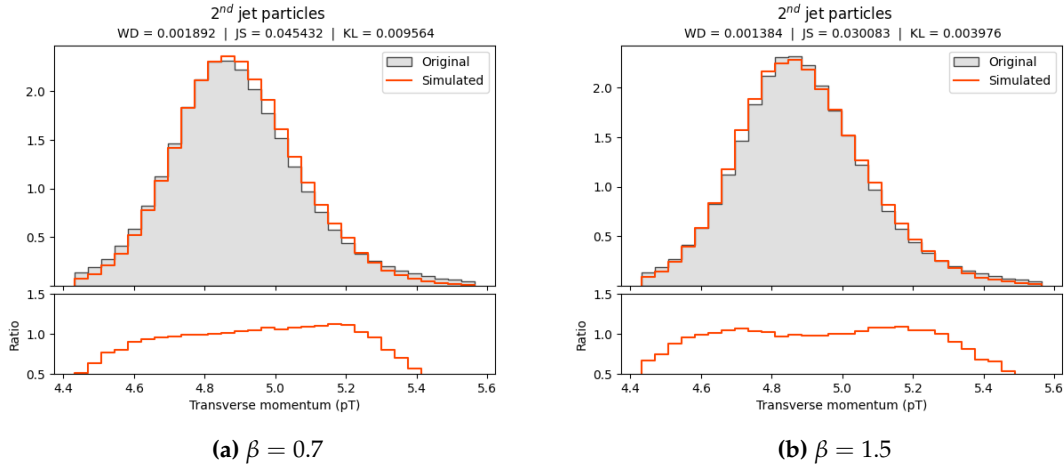 2nd jet particles
WD = 0.001892 | JS = 0.045432 | KL = 0.009564
Original
Simulated
2.0
1.5
1.0
0.5
1.5
1.0
0.5
Ratio
4.4 4.6 4.8 5.0 5.2 5.4 5.6
Transverse momentum (pT)
(a) β = 0.7
2nd jet particles
WD = 0.001384 | JS = 0.030083 | KL = 0.003976
Original
Simulated
2.0
1.5
1.0
0.5
1.5
1.0
0.5
Ratio
4.4 4.6 4.8 5.0 5.2 5.4 5.6
Transverse momentum (pT)
(b) β = 1.5